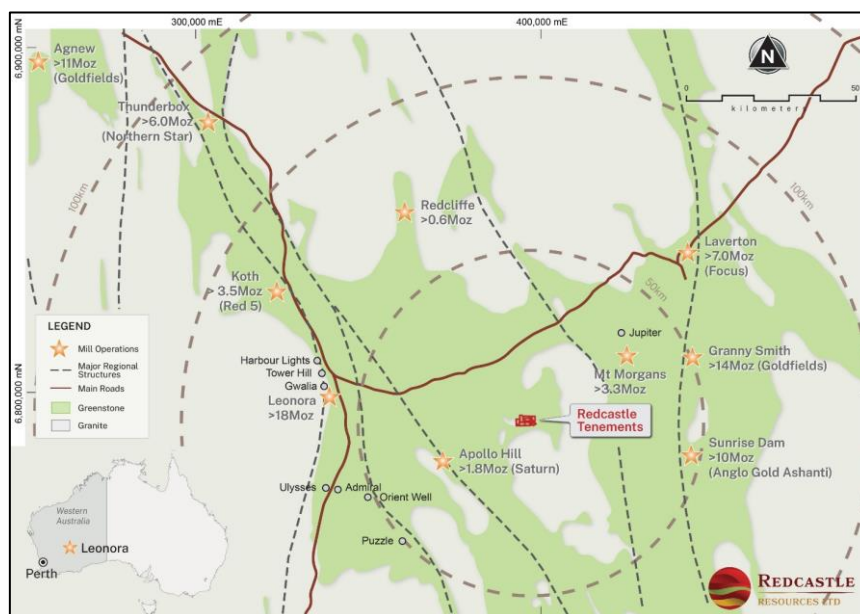 300,000 mE
400,000 mE
6,900,000 mN
6,800,000 mN
Agnew
>11Moz
(Goldfields)
Thunderbox
>6.0Moz
(Northern Star)
N
0
50
kilometers
100km
100km
50km
Redcliffe
>0.6Moz
Laverton
>7.0Moz
(Focus)
Koth
> 3.5Moz
(Red 5)
Jupiter
LEGEND
Mill Operations
Major Regional
Structures
Main Roads
Greenstone
Granite
Harbour Lights
Tower Hill
Gwalia
Leonora
>18Moz
Mt Morgans
>3.3Moz
Granny Smith
>14Moz (Goldfields)
Redcastle
Tenements
Apollo Hill
>1.8Moz (Saturn)
Sunrise Dam
>10Moz
(Anglo Gold Ashanti)
Ulysses
Admiral
Orient Well
Puzzle
Western
Australia
Leonora
Perth
REDCASTLE
RESOURCES LTD